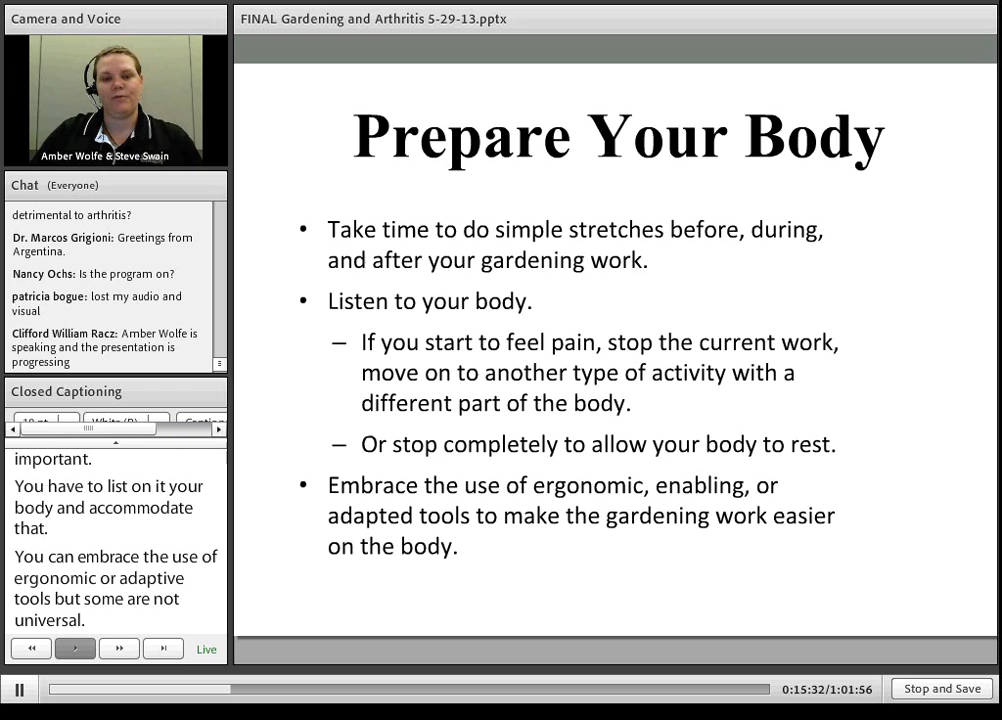 Camera and Voice
Amber Wolfe & Steve Swain
Chat (Everyone)
detrimental to arthritis?
Dr. Marcos Grigioni: Greetings from
Argentina.
Nancy Ochs: Is the program on?
patricia bogue: lost my audio and
visual
Clifford William Racz: Amber Wolfe is
speaking and the presentation is
progressing
Closed Captioning
important.
You have to list on it your
body and accommodate
that.
You can embrace the use of
ergonomic or adaptive
tools but some are not
universal.
Live
FINAL Gardening and Arthritis 5-29-13.pptx
Prepare Your Body
• Take time to do simple stretches before, during,
and after your gardening work.
• Listen to your body.
– If you start to feel pain, stop the current work,
move on to another type of activity with a
different part of the body.
– Or stop completely to allow your body to rest.
• Embrace the use of ergonomic, enabling, or
adapted tools to make the gardening work easier
on the body.
0:15:32/1:01:56
Stop and Save